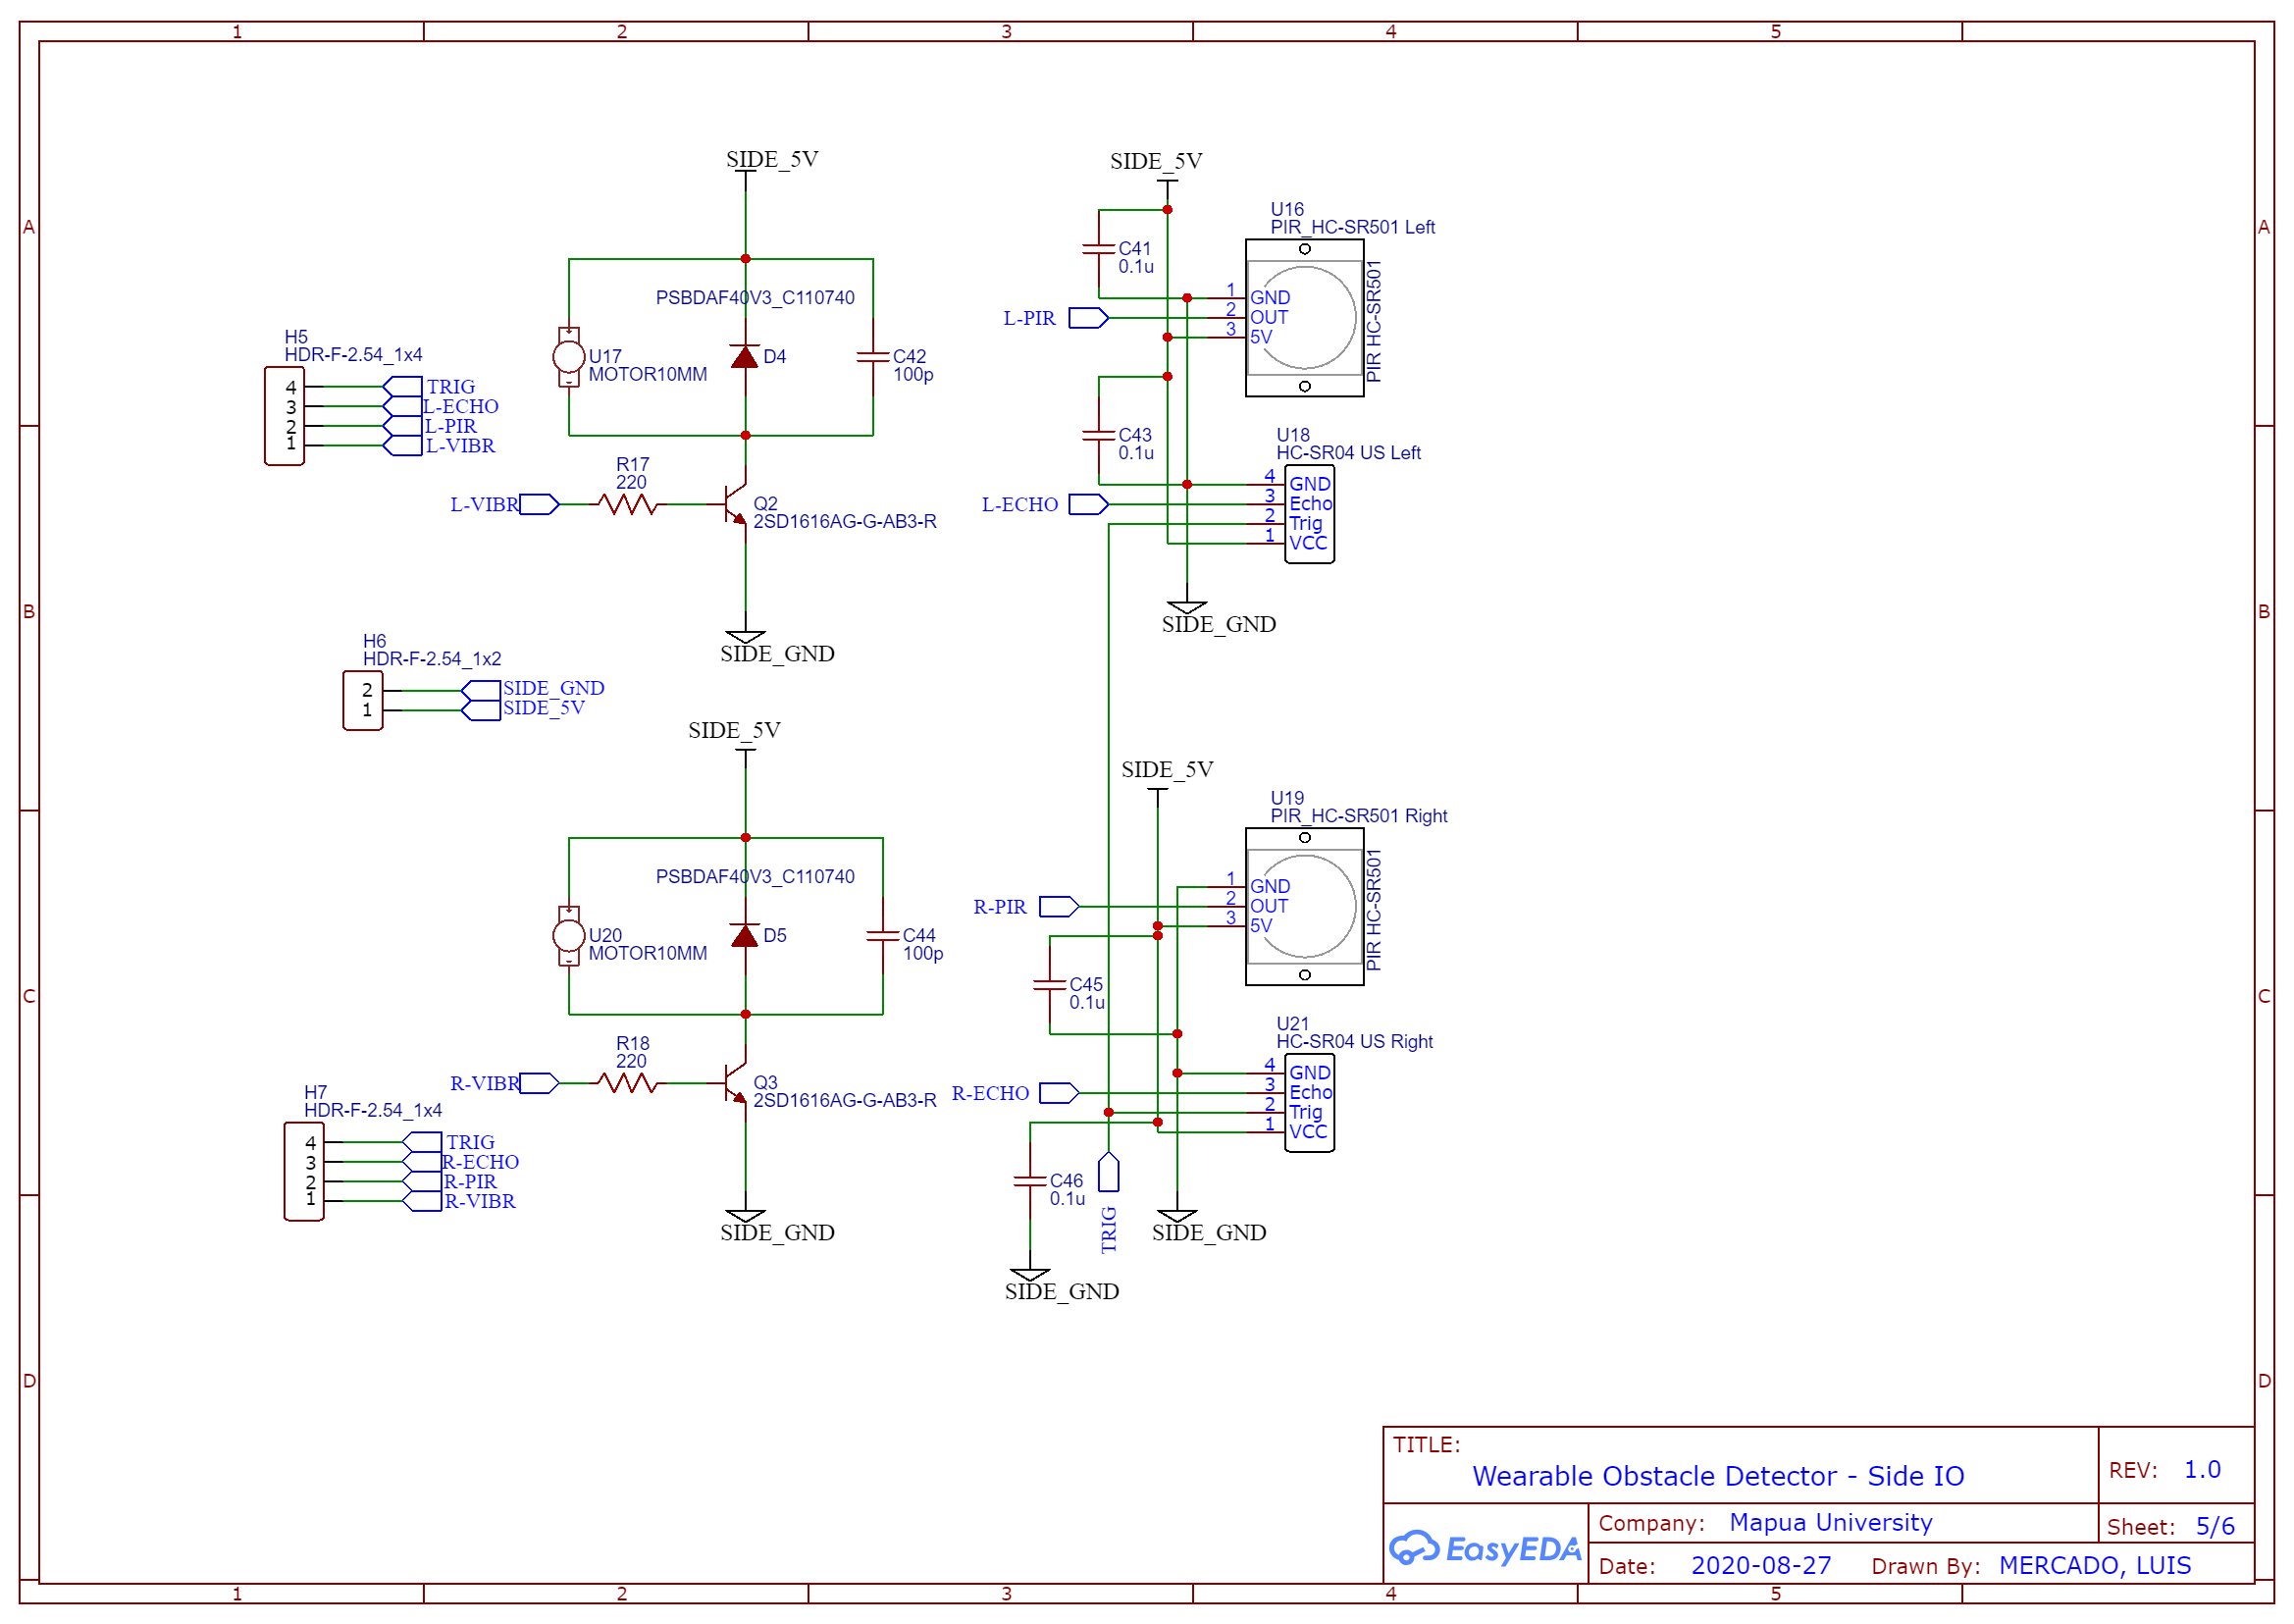 1 2 3 4 5
A
B
C
D
A
B
C
D
1 2 3 4 5
H5
HDR-F-2.54_1x4
4 TRIG
3 L-ECHO
2 L-PIR
1 L-VIBR
SIDE_5V
PSBDAF40V3_C110740
U17
MOTOR10MM
D4
C42
100p
R17
220
L-VIBR
Q2
2SD1616AG-G-AB3-R
SIDE_GND
H6
HDR-F-2.54_1x2
2 SIDE_GND
1 SIDE_5V
SIDE_5V
PSBDAF40V3_C110740
U20
MOTOR10MM
D5
C44
100p
R18
220
R-VIBR
Q3
2SD1616AG-G-AB3-R
SIDE_GND
H7
HDR-F-2.54_1x4
4 TRIG
3 R-ECHO
2 R-PIR
1 R-VIBR
SIDE_5V
C41
0.1u
U16
PIR_HC-SR501 Left
L-PIR
1 GND
2 OUT
3 5V
PIR HC-SR501
C43
0.1u
U18
HC-SR04 US Left
L-ECHO
4 GND
3 Echo
2 Trig
1 VCC
SIDE_GND
SIDE_5V
U19
PIR_HC-SR501 Right
R-PIR
1 GND
2 OUT
3 5V
PIR HC-SR501
C45
0.1u
U21
HC-SR04 US Right
R-ECHO
4 GND
3 Echo
2 Trig
1 VCC
C46
0.1u
TRIG
SIDE_GND
SIDE_GND
TITLE:
Wearable Obstacle Detector - Side IO
REV: 1.0
EasyEDA
Company: Mapua University
Sheet: 5/6
Date: 2020-08-27 Drawn By: MERCADO, LUIS